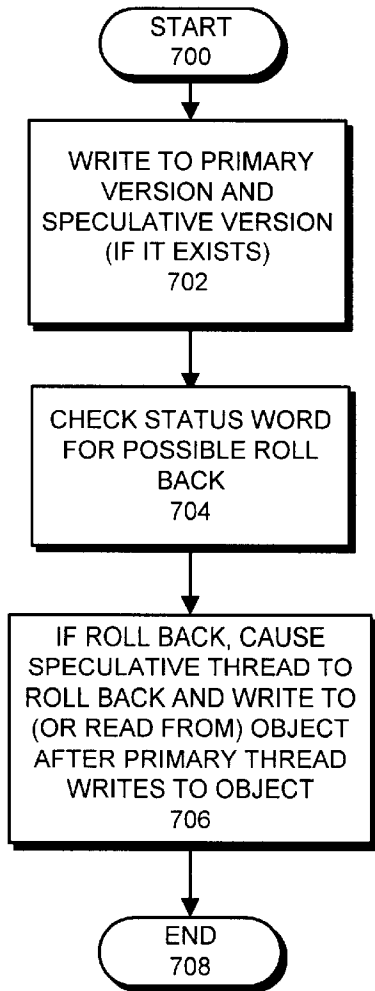 START
700
WRITE TO PRIMARY
VERSION AND
SPECULATIVE VERSION
(IF IT EXISTS)
702
CHECK STATUS WORD
FOR POSSIBLE ROLL
BACK
704
IF ROLL BACK, CAUSE
SPECULATIVE THREAD TO
ROLL BACK AND WRITE TO
(OR READ FROM) OBJECT
AFTER PRIMARY THREAD
WRITES TO OBJECT
706
END
708